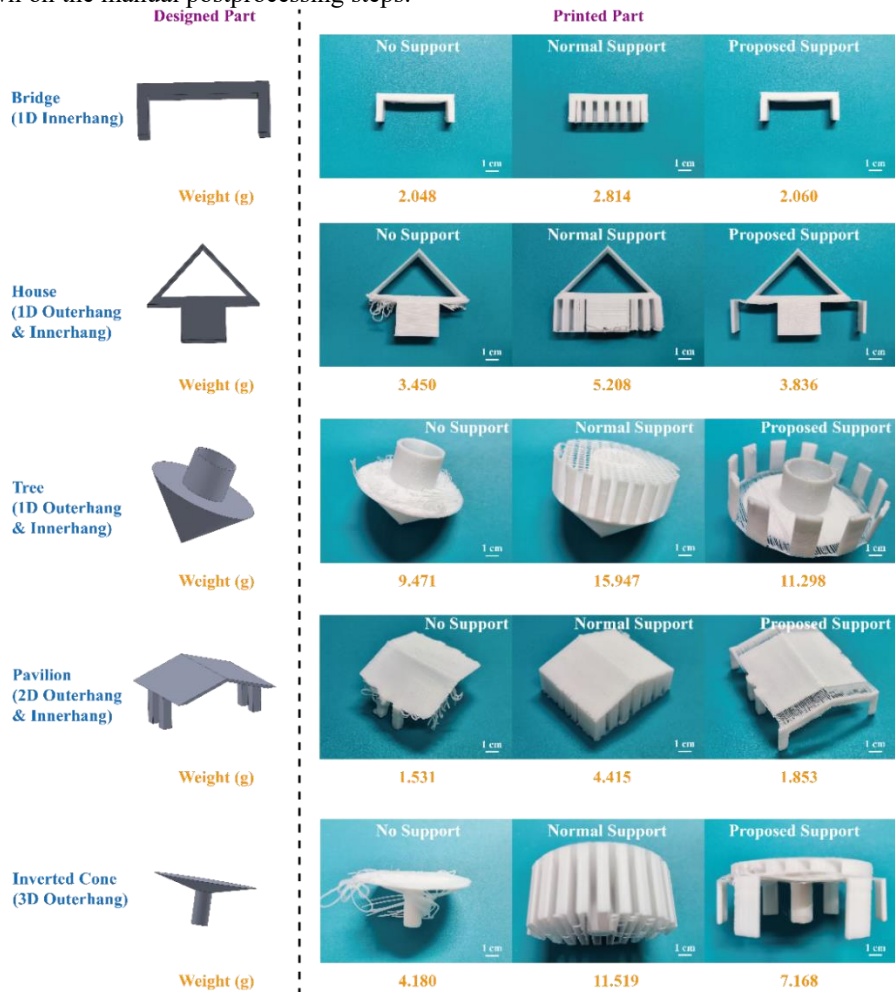 wn on the manual postprocessing steps.
Designed Part
Printed Part
Bridge
(1D Innerhang)
No Support
Normal Support
Proposed Support
1 cm
1 cm
1 cm
Weight (g)
2.048
2.814
2.060
House
(1D Outerhang
& Innerhang)
No Support
Normal Support
Proposed Support
1 cm
1 cm
1 cm
Weight (g)
3.450
5.208
3.836
Tree
(1D Outerhang
& Innerhang)
No Support
Normal Support
Proposed Support
1 cm
1 cm
1 cm
Weight (g)
9.471
15.947
11.298
Pavilion
(2D Outerhang
& Innerhang)
No Support
Normal Support
Proposed Support
1 cm
1 cm
1 cm
Weight (g)
1.531
4.415
1.853
Inverted Cone
(3D Outerhang)
No Support
Normal Support
Proposed Support
1 cm
1 cm
1 cm
Weight (g)
4.180
11.519
7.168